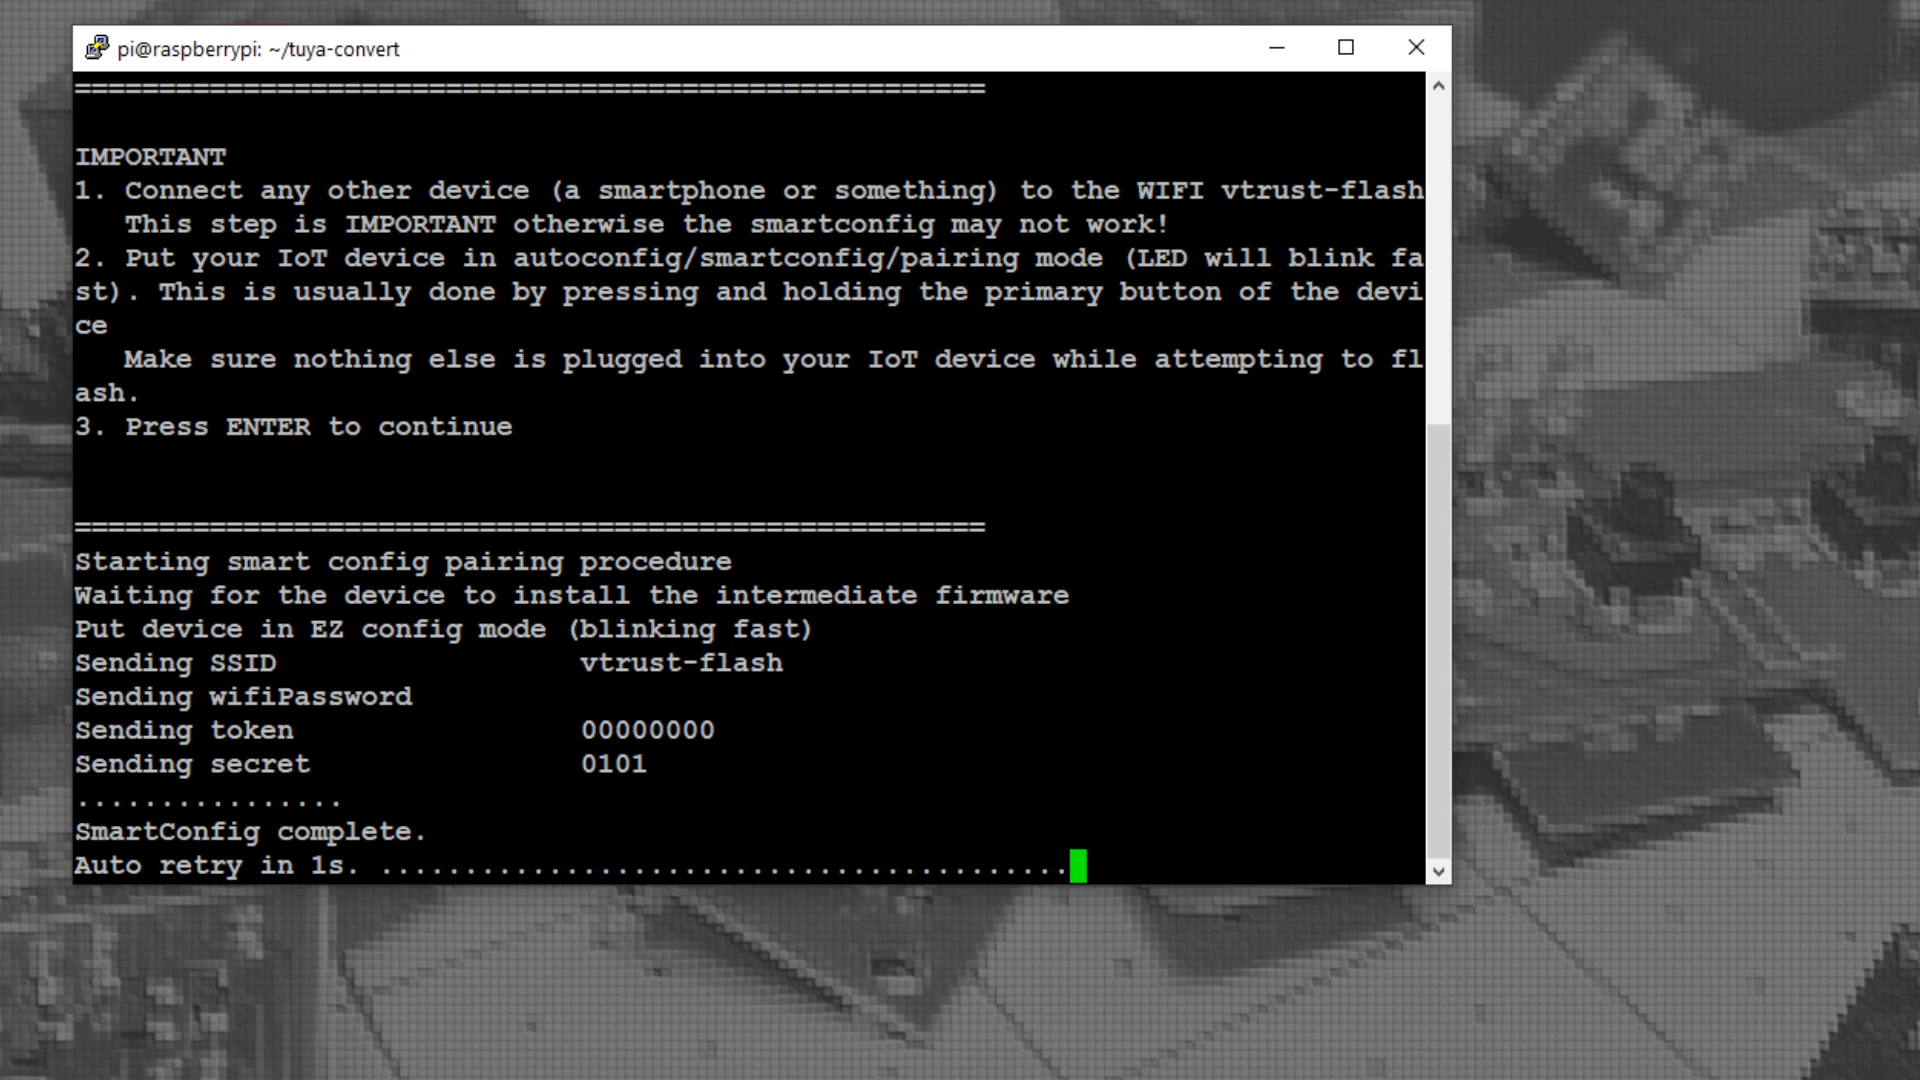 pi@raspberrypi: ~/tuya-convert
======================================================
IMPORTANT
1. Connect any other device (a smartphone or something) to the WIFI vtrust-flash
   This step is IMPORTANT otherwise the smartconfig may not work!
2. Put your IoT device in autoconfig/smartconfig/pairing mode (LED will blink fa
st). This is usually done by pressing and holding the primary button of the devi
ce
   Make sure nothing else is plugged into your IoT device while attempting to fl
ash.
3. Press ENTER to continue
======================================================
Starting smart config pairing procedure
Waiting for the device to install the intermediate firmware
Put device in EZ config mode (blinking fast)
Sending SSID                  vtrust-flash
Sending wifiPassword
Sending token                 00000000
Sending secret                0101
................
SmartConfig complete.
Auto retry in 1s. .........................................